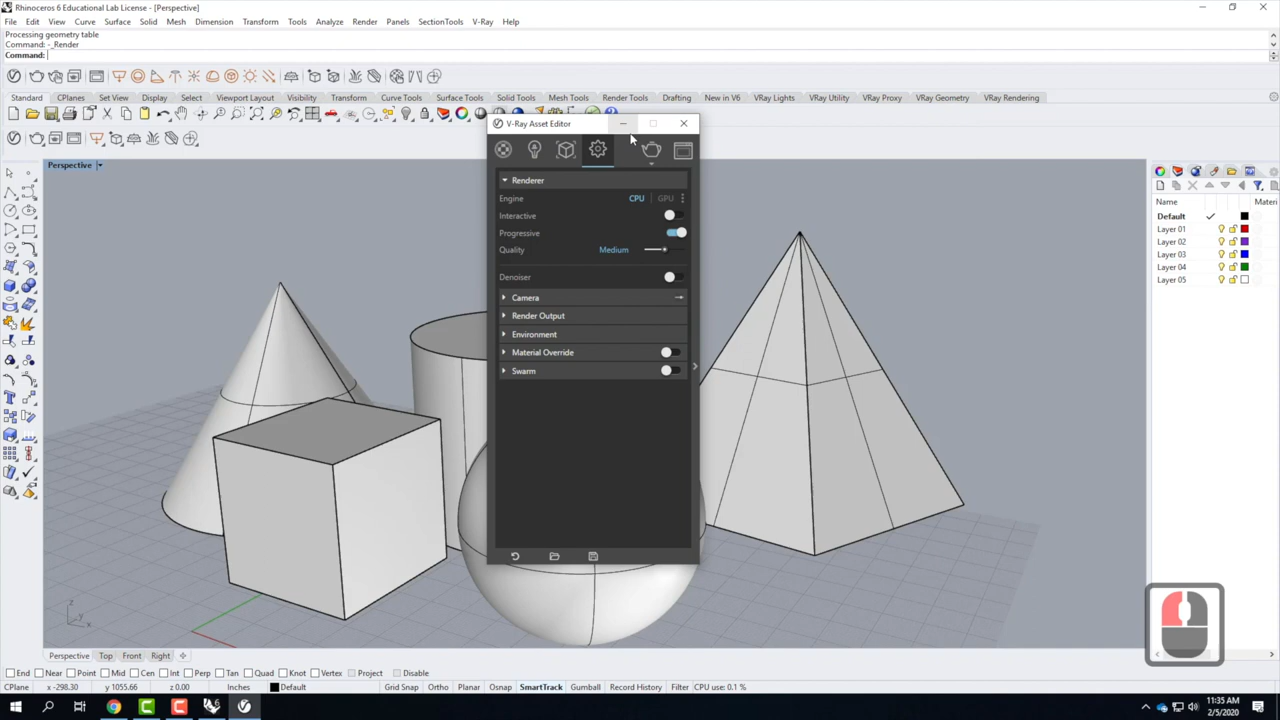 Rhinoceros 6 Educational Lab License - [Perspective]
File Edit View Curve Surface Solid Mesh Dimension Transform Tools Analyze Render Panels SectionTools V-Ray Help
Processing geometry table
Command: -_Render
Command:
Standard CPlanes Set View Display Select Viewport Layout Visibility Transform Curve Tools Surface Tools Solid Tools Mesh Tools Render Tools Drafting New in V6 VRay Lights VRay Utility VRay Proxy VRay Geometry VRay Rendering
V-Ray Asset Editor
Perspective
Renderer
Engine CPU GPU
Interactive
Progressive
Quality Medium
Denoiser
Camera
Render Output
Environment
Material Override
Swarm
Name Materi
Default
Layer 01
Layer 02
Layer 03
Layer 04
Layer 05
z
y
x
Perspective Top Front Right
End Near Point Mid Cen Int Perp Tan Quad Knot Vertex Project Disable
CPlane x -298.30 y 1055.66 z 0.00 Inches Default Grid Snap Ortho Planar Osnap SmartTrack Gumball Record History Filter CPU use: 0.1 %
11:35 AM
2/5/2020